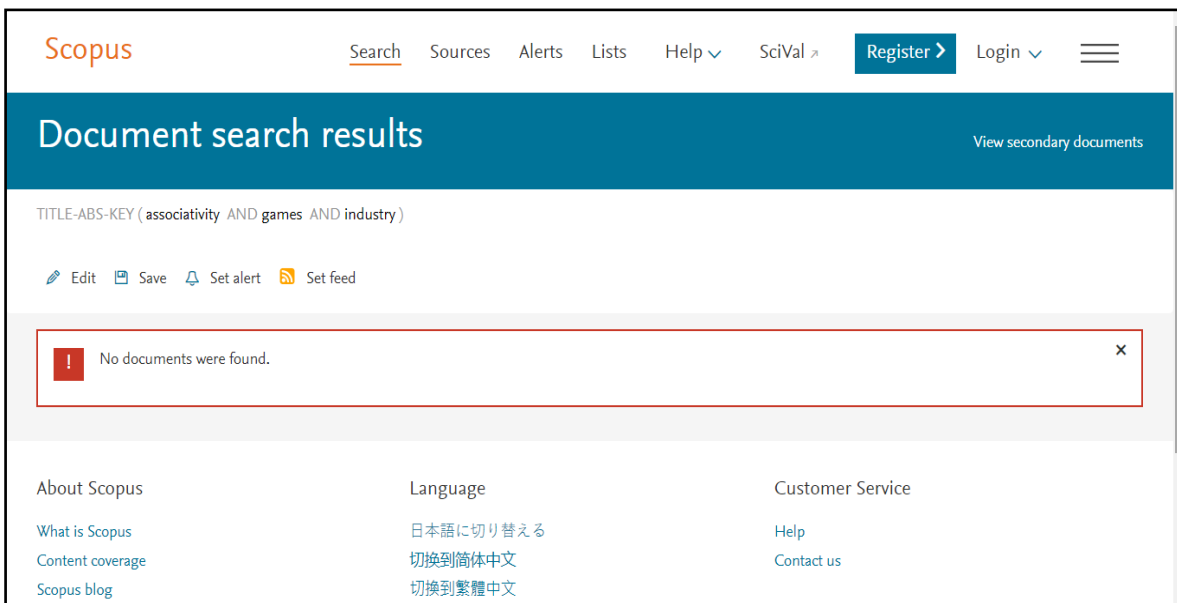 Scopus
Search Sources Alerts Lists Help SciVal Register Login
Document search results
View secondary documents
TITLE-ABS-KEY ( associativity AND games AND industry )
Edit Save Set alert Set feed
! No documents were found. ×
About Scopus Language Customer Service
What is Scopus 日本語に切り替える Help
Content coverage 切换到简体中文 Contact us
Scopus blog 切換到繁體中文